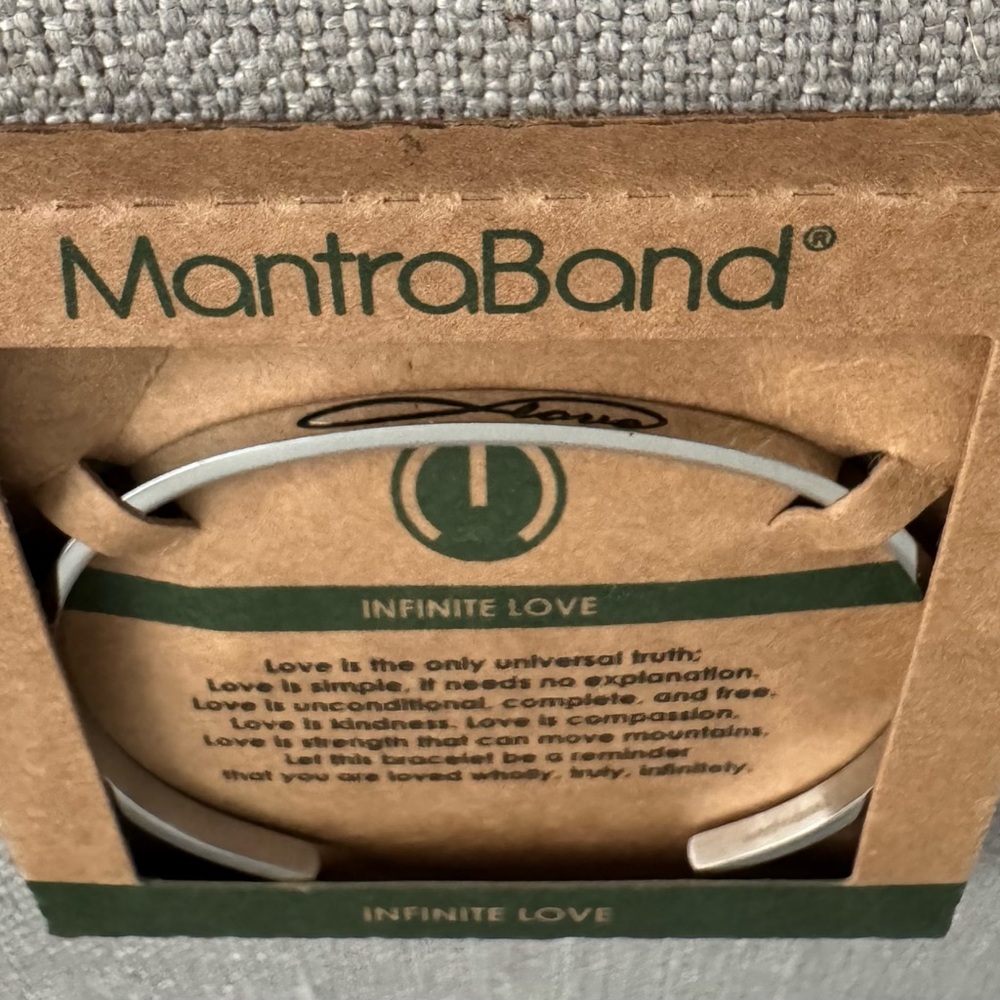 MantraBand®
love
INFINITE LOVE
Love is the only universal truth;
Love is simple, it needs no explanation.
Love is unconditional, complete, and free.
Love is kindness. Love is compassion.
Love is strength that can move mountains.
Let this bracelet be a reminder
that you are loved wholly, truly, infinitely.
INFINITE LOVE